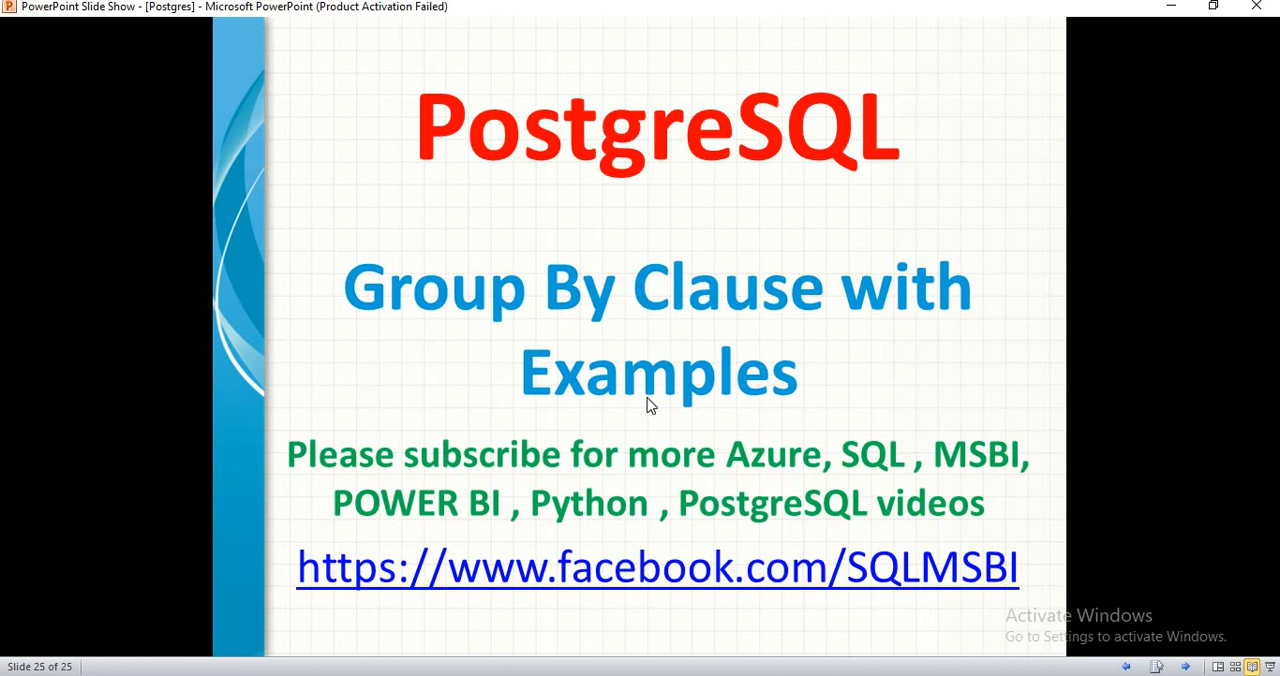 PowerPoint Slide Show - [Postgres] - Microsoft PowerPoint (Product Activation Failed)
PostgreSQL
Group By Clause with
Examples
Please subscribe for more Azure, SQL , MSBI,
POWER BI , Python , PostgreSQL videos
https://www.facebook.com/SQLMSBI
Activate Windows
Go to Settings to activate Windows.
Slide 25 of 25